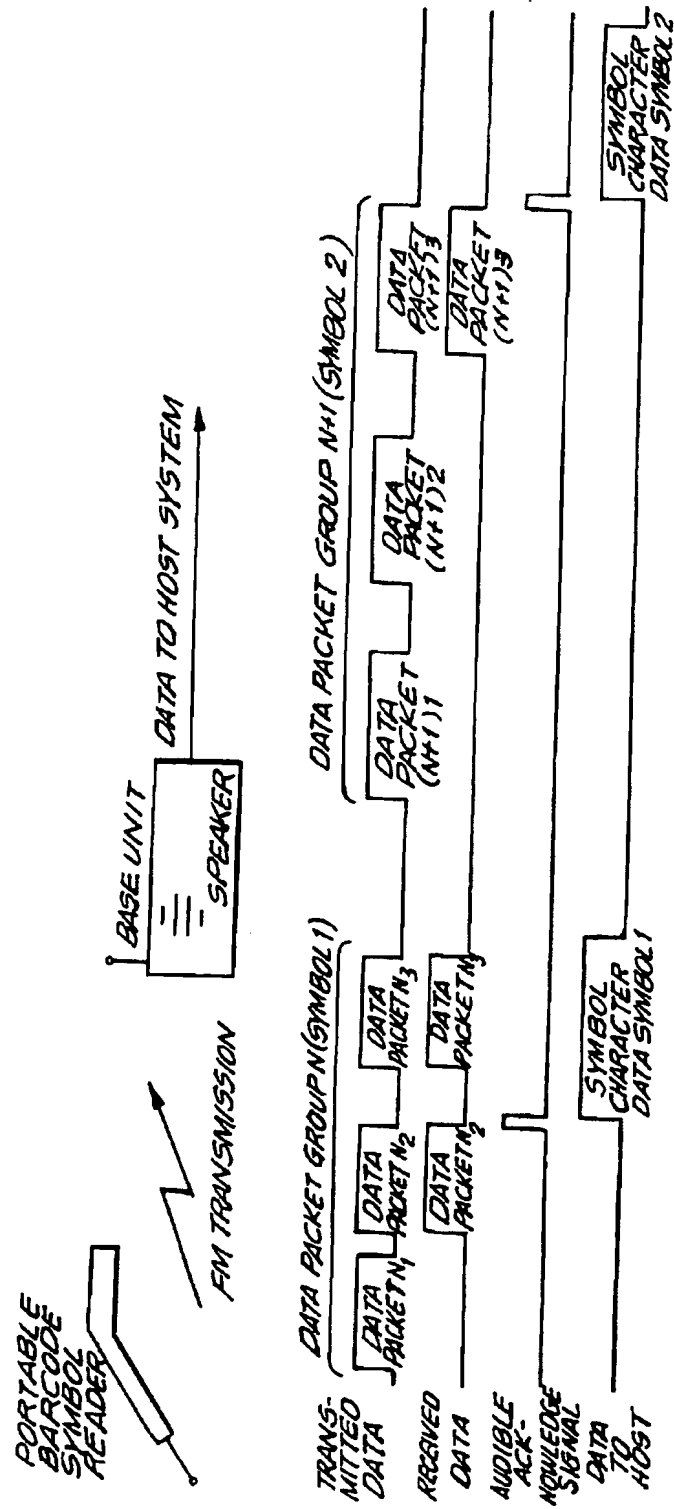 PORTABLE
BARCODE
SYMBOL
READER
FM TRANSMISSION
BASE UNIT
SPEAKER
DATA TO HOST SYSTEM
TRANS-
MITTED
DATA
DATA PACKET GROUP N(SYMBOL 1)
DATA
PACKET N1
DATA
PACKET N2
DATA
PACKET N3
DATA PACKET GROUP N+1 (SYMBOL 2)
DATA
PACKET
(N+1)1
DATA
PACKET
(N+1)2
DATA
PACKET
(N+1)3
RECEIVED
DATA
DATA
PACKET N2
DATA
PACKET N3
DATA
PACKET
(N+1)3
AUDIBLE
ACK-
NOWLEDGE
SIGNAL
DATA
TO
HOST
SYMBOL
CHARACTER
DATA SYMBOL 1
SYMBOL
CHARACTER
DATA SYMBOL 2